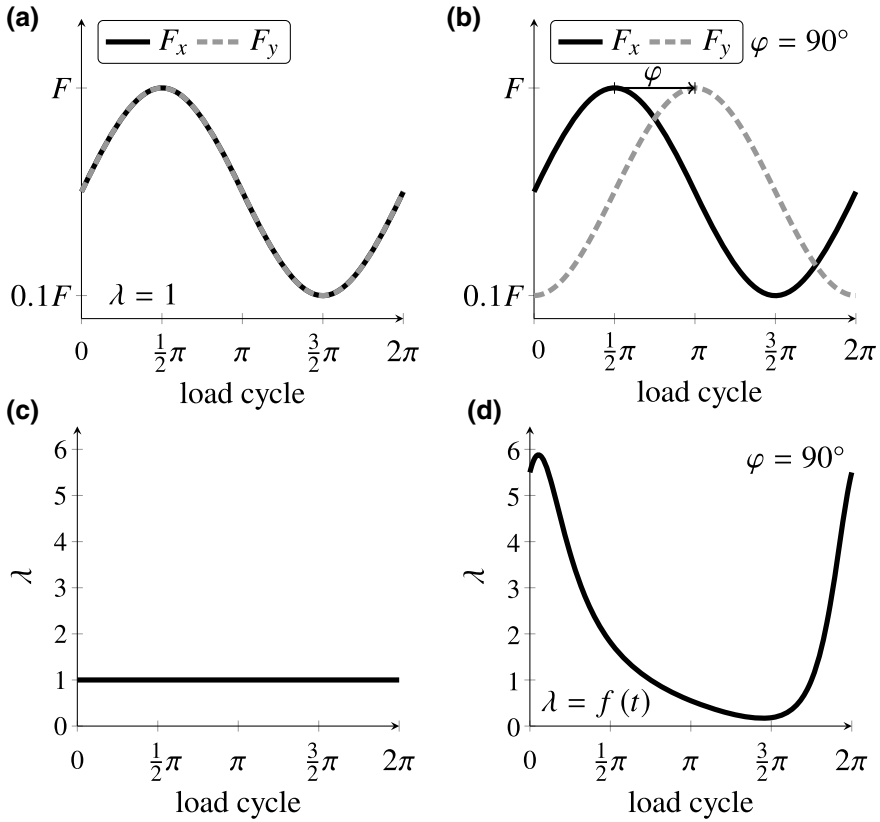 (a)
F_x F_y
F
0.1F
λ = 1
0 1/2π π 3/2π 2π
load cycle
(b)
F_x F_y φ = 90°
φ
F
0.1F
0 1/2π π 3/2π 2π
load cycle
(c)
6
5
4
3
2
1
0
λ
0 1/2π π 3/2π 2π
load cycle
(d)
φ = 90°
6
5
4
3
2
1
0
λ
λ = f (t)
0 1/2π π 3/2π 2π
load cycle